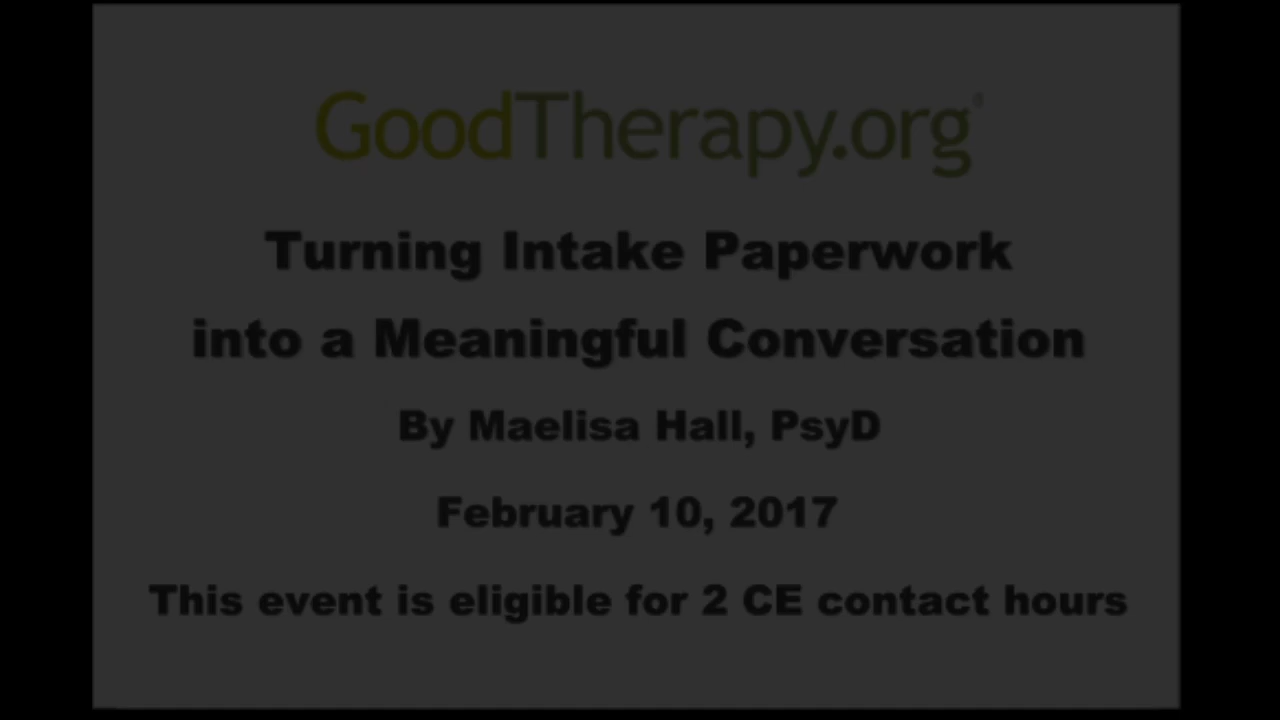 GoodTherapy.org®
Turning Intake Paperwork
into a Meaningful Conversation
By Maelisa Hall, PsyD
February 10, 2017
This event is eligible for 2 CE contact hours